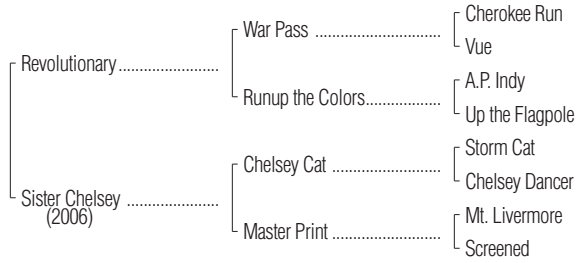 Cherokee Run
War Pass ................................
Vue
Revolutionary .........................
A.P. Indy
Runup the Colors...................
Up the Flagpole
Storm Cat
Chelsey Cat ............................
Chelsey Dancer
Sister Chelsey .......................
(2006)
Mt. Livermore
Master Print ............................
Screened